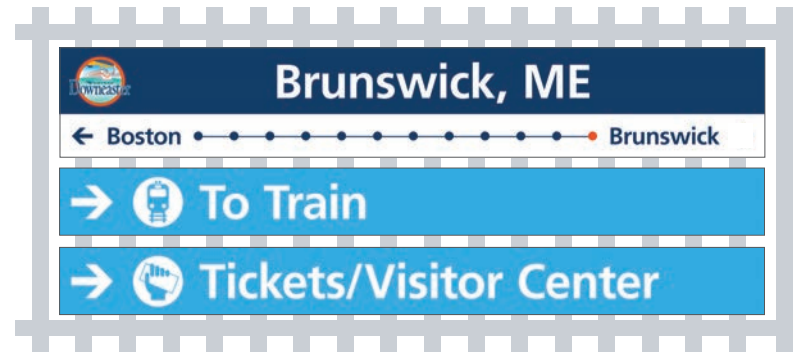 Brunswick, ME
Downeaster
Boston Brunswick
To Train
Tickets/Visitor Center